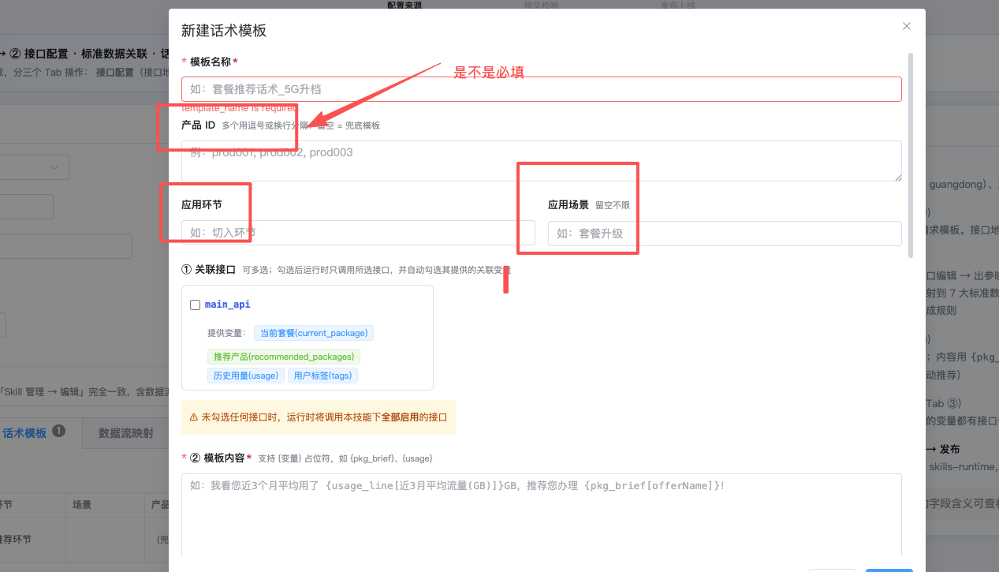 配置来源
预览校验
发布上线
新建话术模板
→ ② 接口配置 · 标准数据关联 · 话
分三个 Tab 操作： 接口配置（接口地
* 模板名称 *
是不是必填
如：套餐推荐话术_5G升档
template_name is required
产品 ID 多个用逗号或换行分隔；留空 = 兜底模板
例：prod001, prod002, prod003
guangdong）、
应用环节
应用场景 留空不限
如：切入环节
如：套餐升级
求模板。接口地
① 关联接口 可多选；勾选后运行时只调用所选接口，并自动勾选其提供的关联变量
口编辑 → 出参映
射到 7 大标准数据
成规则
main_api
提供变量： 当前套餐(current_package)
推荐产品(recommended_packages)
历史用量(usage) 用户标签(tags)
；内容用 {pkg_
动推荐）
「Skill 管理 → 编辑」完全一致，含数据流
Tab ③）
⚠ 未勾选任何接口时，运行时将调用本技能下全部启用的接口
的变量都有接口
话术模板 1
数据流映射
→ 发布
* ② 模板内容 * 支持 {变量} 占位符，如 {pkg_brief}、{usage}
skills-runtime,
如：我看您近3个月平均用了 {usage_line[近3月平均流量(GB)]}GB，推荐您办理 {pkg_brief[offerName]}！
环节
场景
产品
字段含义可查看
推荐环节
（兜